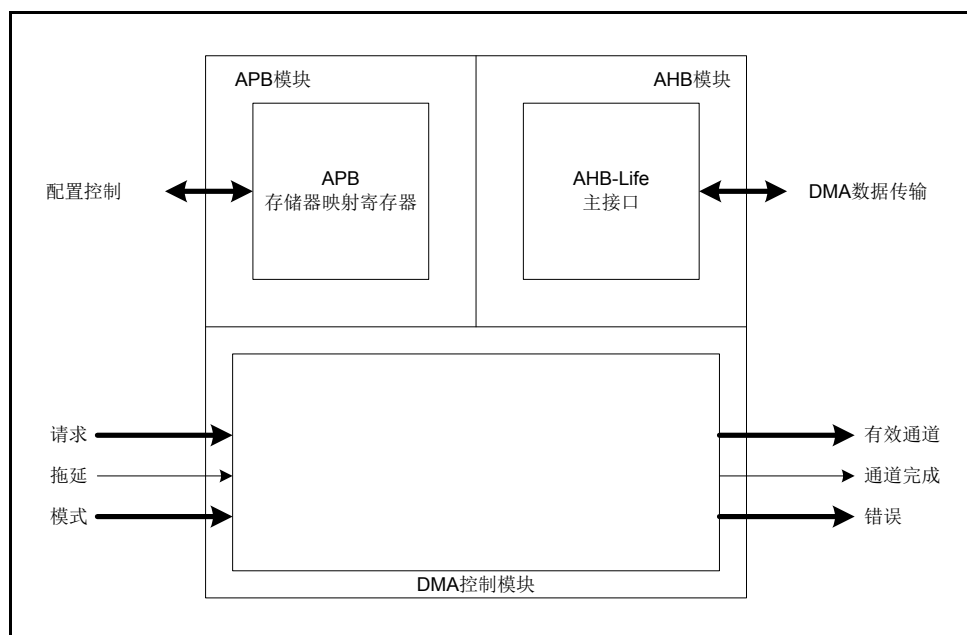 APB模块
AHB模块
配置控制
APB
存储器映射寄存器
AHB-Life
主接口
DMA数据传输
请求
有效通道
拖延
通道完成
模式
错误
DMA控制模块